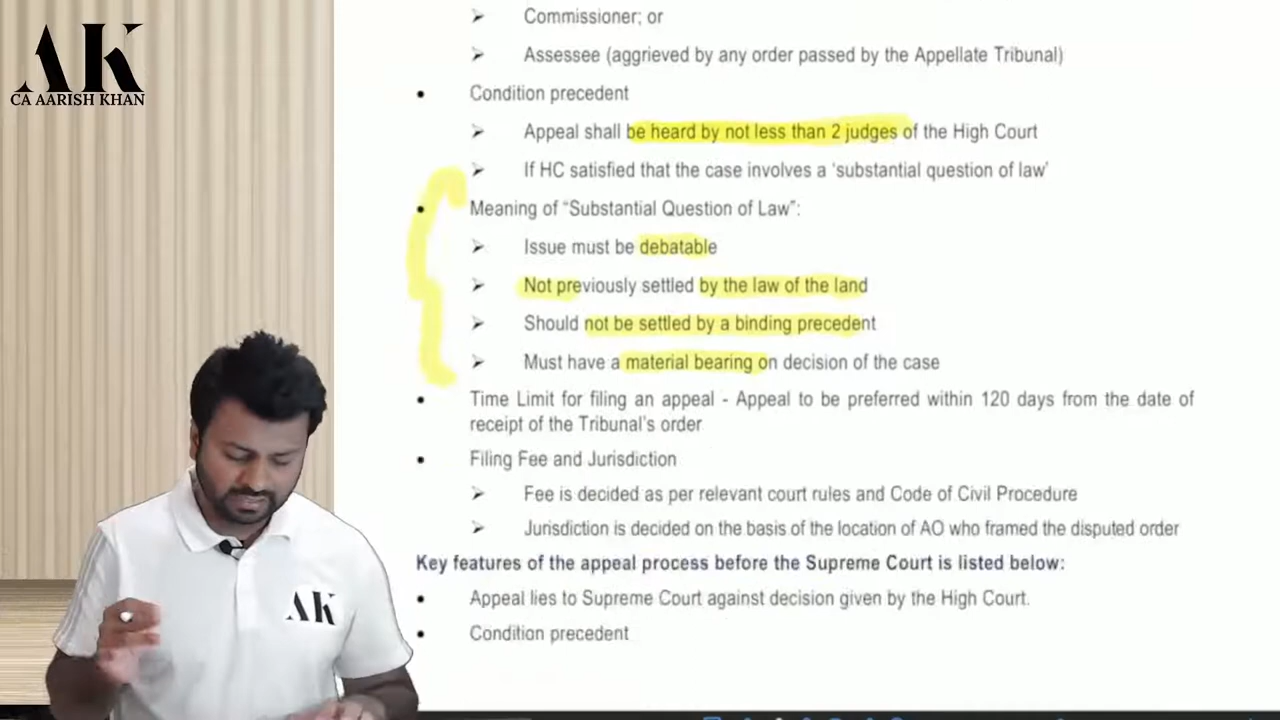 AK
CA AARISH KHAN
➢ Commissioner; or
➢ Assessee (aggrieved by any order passed by the Appellate Tribunal)
• Condition precedent
➢ Appeal shall be heard by not less than 2 judges of the High Court
➢ If HC satisfied that the case involves a ‘substantial question of law’
• Meaning of “Substantial Question of Law”:
➢ Issue must be debatable
➢ Not previously settled by the law of the land
➢ Should not be settled by a binding precedent
➢ Must have a material bearing on decision of the case
• Time Limit for filing an appeal - Appeal to be preferred within 120 days from the date of
receipt of the Tribunal’s order
• Filing Fee and Jurisdiction
➢ Fee is decided as per relevant court rules and Code of Civil Procedure
➢ Jurisdiction is decided on the basis of the location of AO who framed the disputed order
Key features of the appeal process before the Supreme Court is listed below:
• Appeal lies to Supreme Court against decision given by the High Court.
• Condition precedent
AK